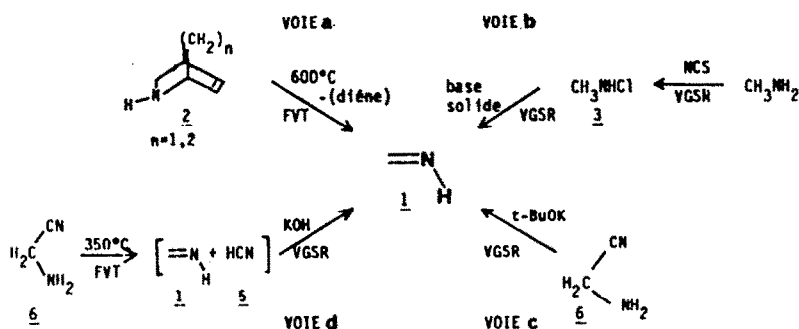 VOIE a VOIE b
(CH2)n
600°C
-(diène)
FVT
H-N
2
n=1,2
base
solide
VGSR
CH3NHCl
3
NCS
VGSR
CH3NH2
=N
H
1
CN
H2C
NH2
6
350°C
FVT
[ =N
H
1
+ HCN ]
5
KOH
VGSR
t-BuOK
VGSR
CN
H2C
NH2
6
VOIE d VOIE c